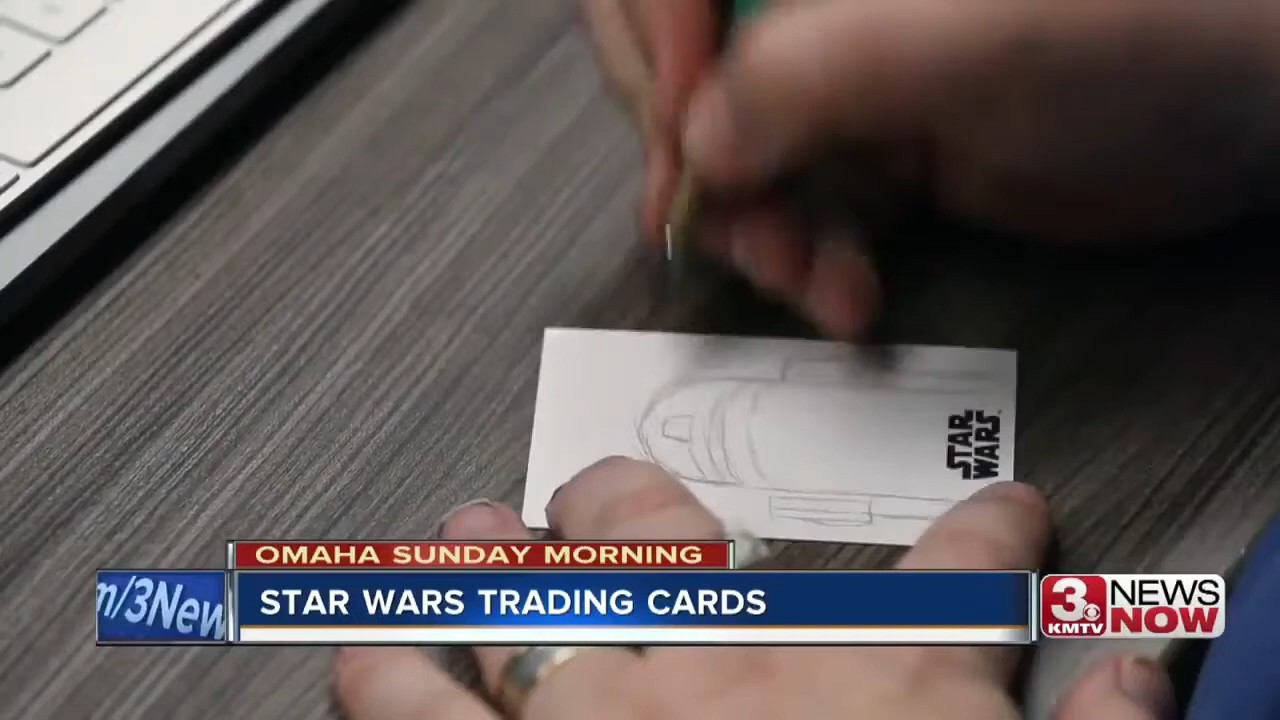 STAR
WARS
OMAHA SUNDAY MORNING
m/3New
STAR WARS TRADING CARDS
3
KMTV
NEWS
NOW